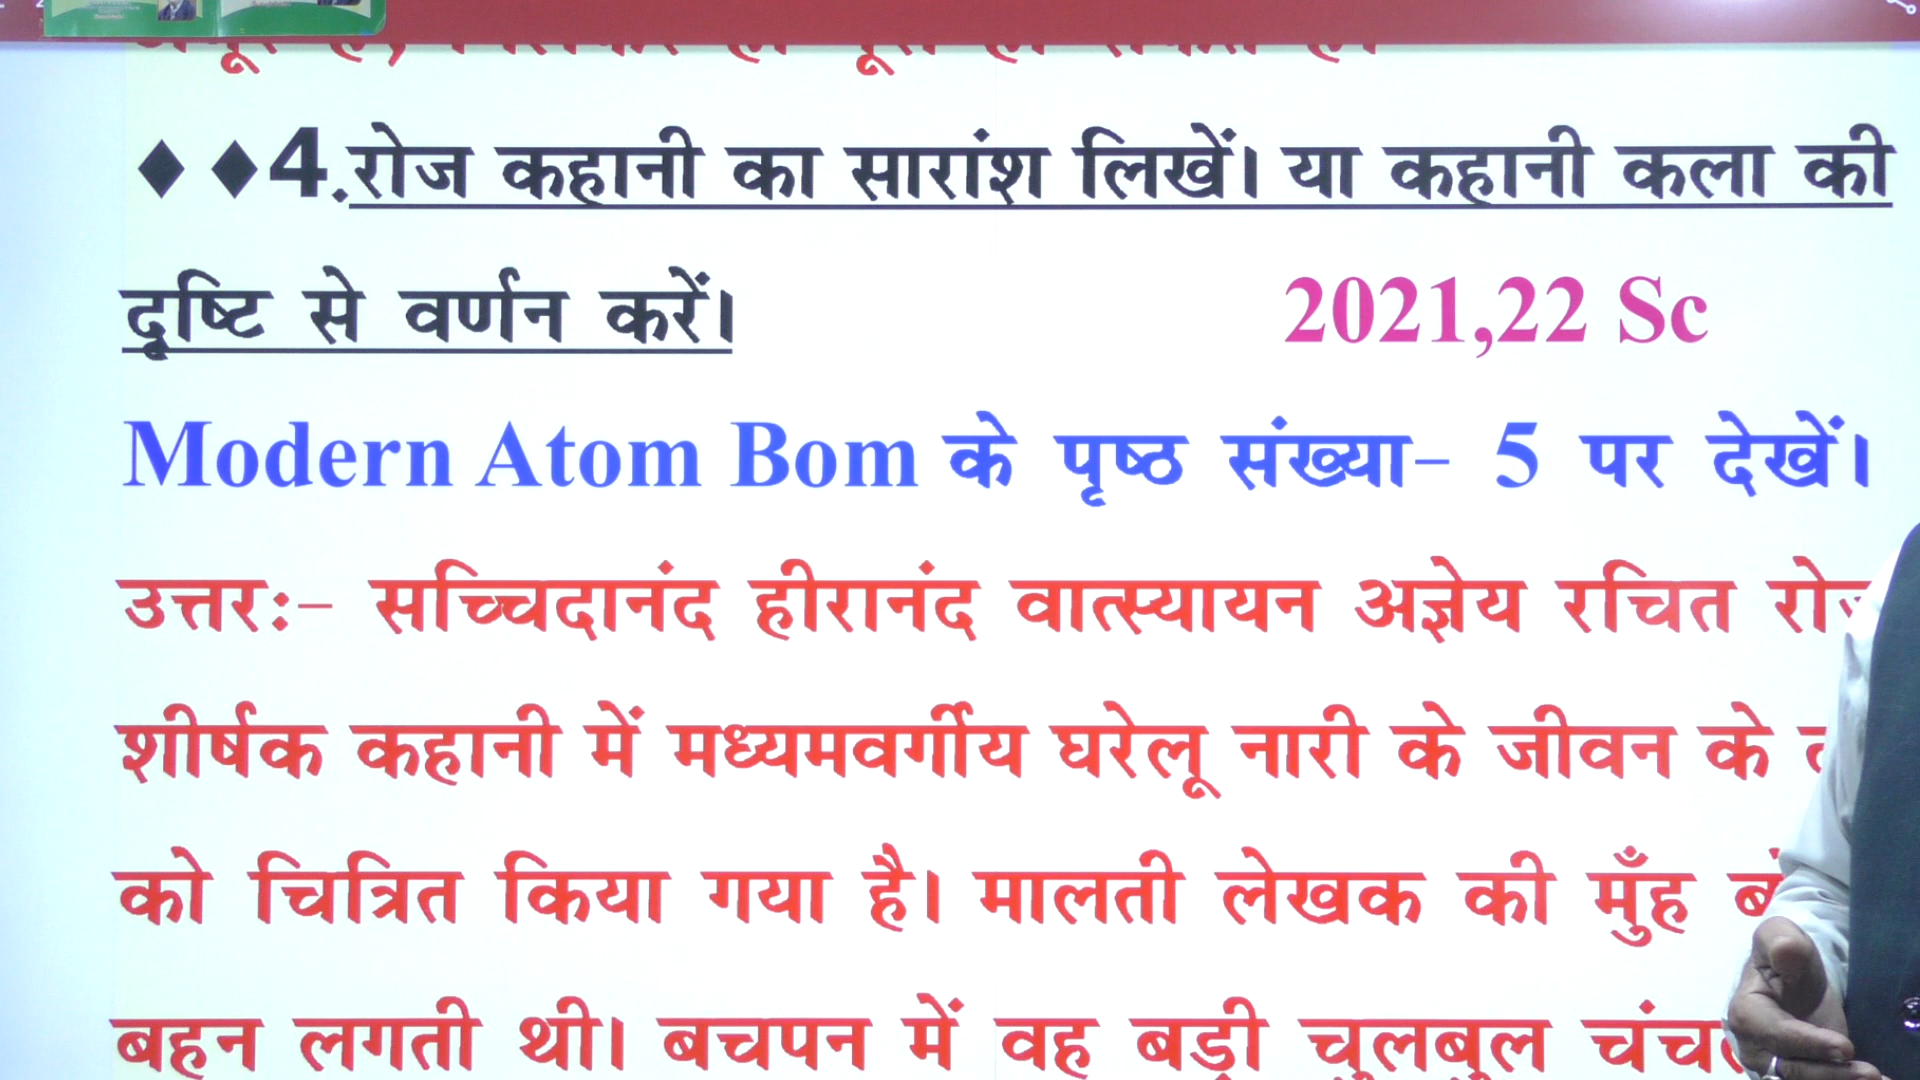 ◆◆4.रोज कहानी का सारांश लिखें। या कहानी कला की
दृष्टि से वर्णन करें। 2021,22 Sc
Modern Atom Bom के पृष्ठ संख्या- 5 पर देखें।
उत्तरः- सच्चिदानंद हीरानंद वात्स्यायन अज्ञेय रचित
शीर्षक कहानी में मध्यमवर्गीय घरेलू नारी के जीवन के
को चित्रित किया गया है। मालती लेखक की मुँह
बहन लगती थी। बचपन में वह बड़ी चुलबुल